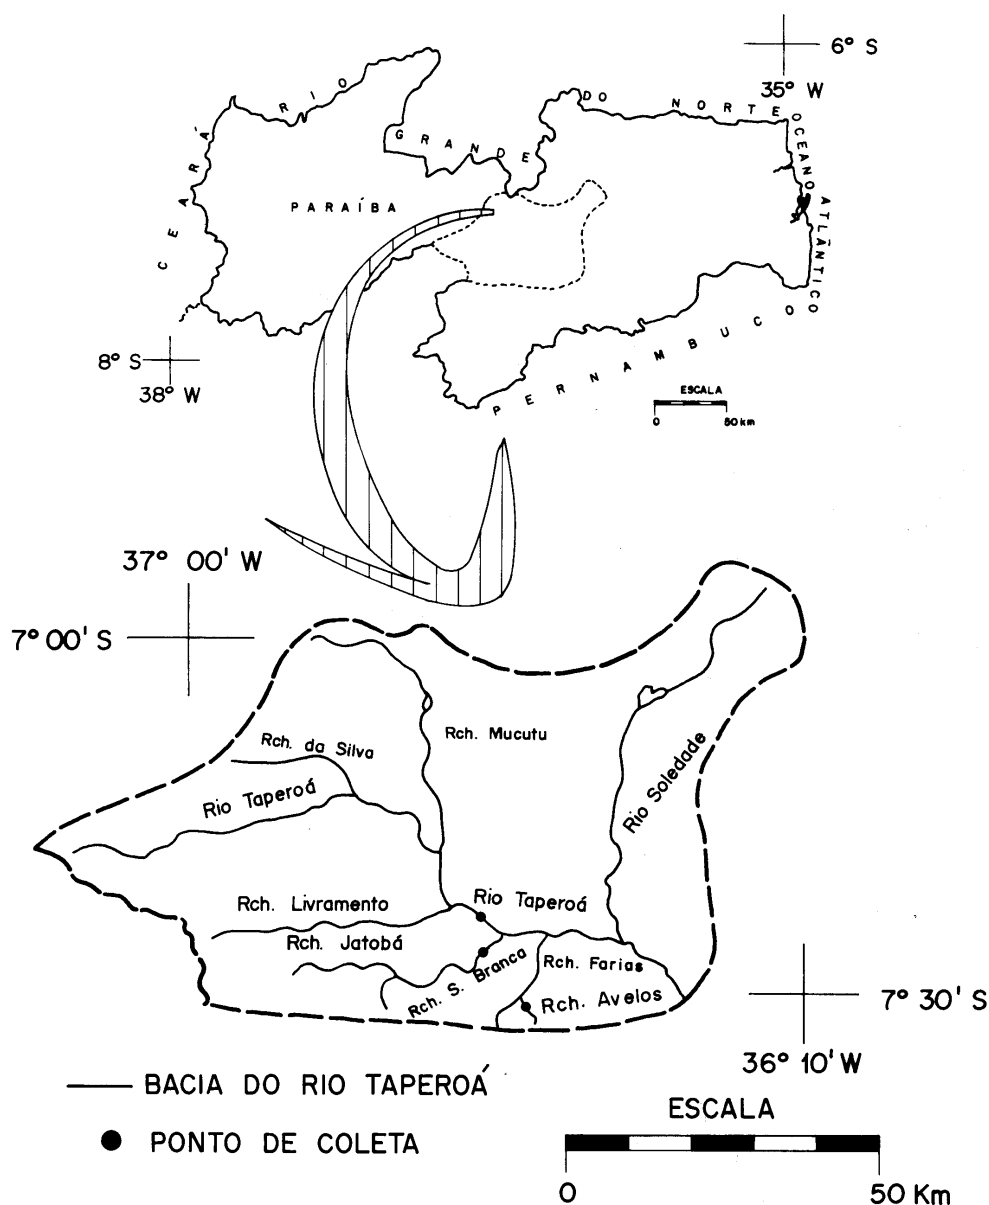 6° S
35° W
RIO
GRANDE
DO NORTE
OCEANO ATLÂNTICO
CEARÁ
PARAÍBA
PERNAMBUCO
8° S
38° W
ESCALA
0 50km
37° 00' W
7° 00' S
Rch. Mucutu
Rch. da Silva
Rio Taperoá
Rio Soledade
Rch. Livramento
Rio Taperoá
Rch. Jatobá
Rch. S. Branca
Rch. Farias
Rch. Avelos
7° 30' S
36° 10' W
BACIA DO RIO TAPEROÁ
PONTO DE COLETA
ESCALA
0 50 Km